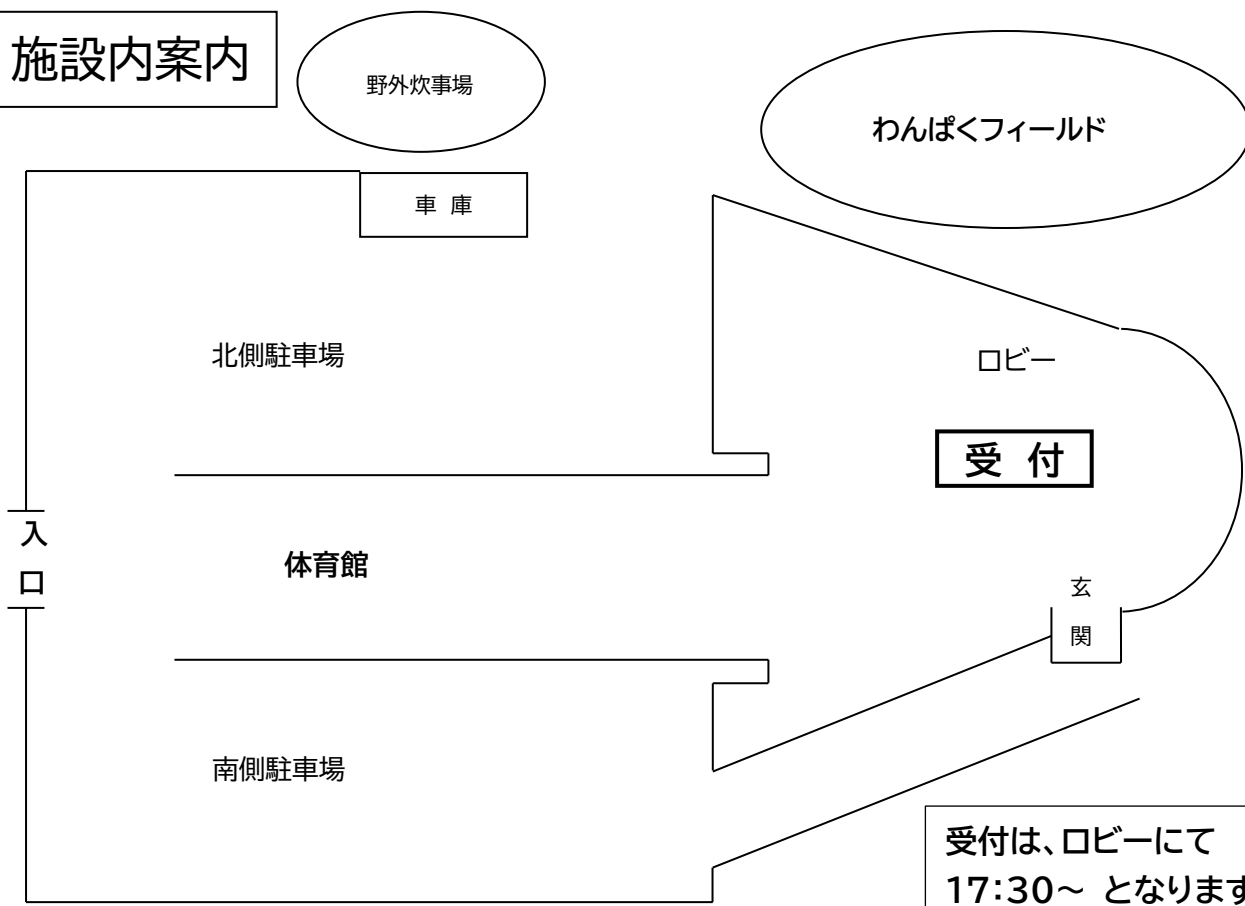 施設内案内
野外炊事場
わんぱくフィールド
車 庫
北側駐車場
ロビー
受 付
入
口
体育館
玄
関
南側駐車場
受付は、ロビーにて
17:30～ となります